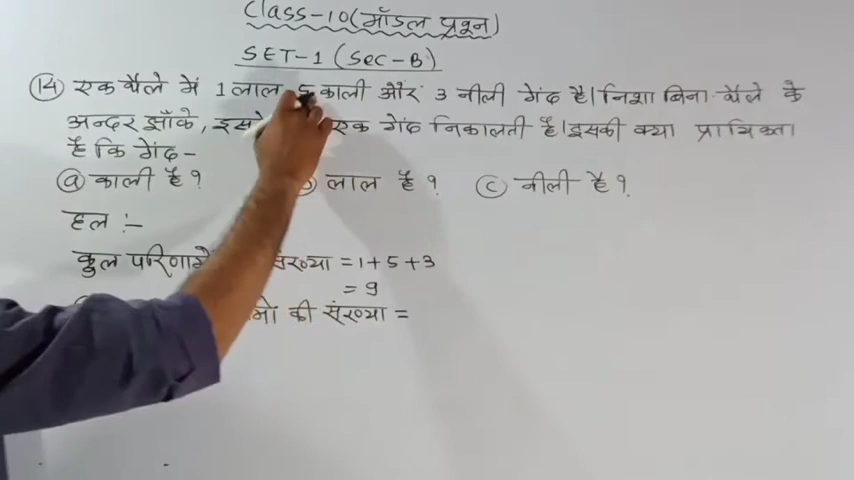 Class-10(मॉडल प्रश्न)
SET-1 (Sec-B)
(14) एक थैले में 1 लाल 5 काली और 3 नीली गेंद है। निशा बिना थैले के
अन्दर झाँके, इसमें एक गेंद निकालती है। इसकी क्या प्रायिकता
है कि गेंद-
(a) काली है? लाल है? (c) नीली है?
हल :-
कुल परिणामों संख्या = 1+5+3
= 9
की संख्या =